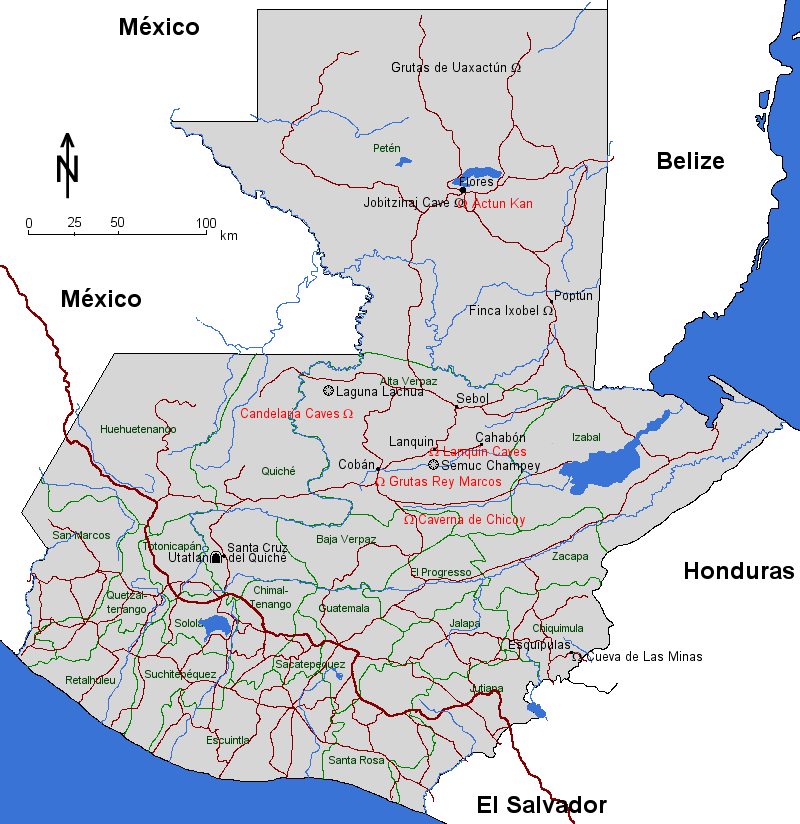 México
Grutas de Uaxactún Ω
N
Petén
Belize
Flores
Jobitzinaj Cave Ω
Ω Actun Kan
0 25 50 100
km
México
Poptún
Finca Ixobel Ω
Alta Verpaz
Laguna Lachua
Sebol
Candelaria Caves Ω
Huehuetenango
Lanquin
Cahabón
Izabal
Ω Lanquin Caves
Cobán
Sémuc Champey
Quiché
Ω Grutas Rey Marcos
Ω Caverna de Chicoy
San Marcos
Baja Verpaz
Totonicapán
Santa Cruz
del Quiché
Utatlán
Zacapa
El Progresso
Honduras
Quetzal-
tenango
Chimal-
Tenango
Guatemala
Sololá
Jalapa
Chiquimula
Esquipulas
Ω Cueva de Las Minas
Sacatepequez
Suchitepéquez
Retalhuleu
Jutiapa
Escuintla
Santa Rosa
El Salvador